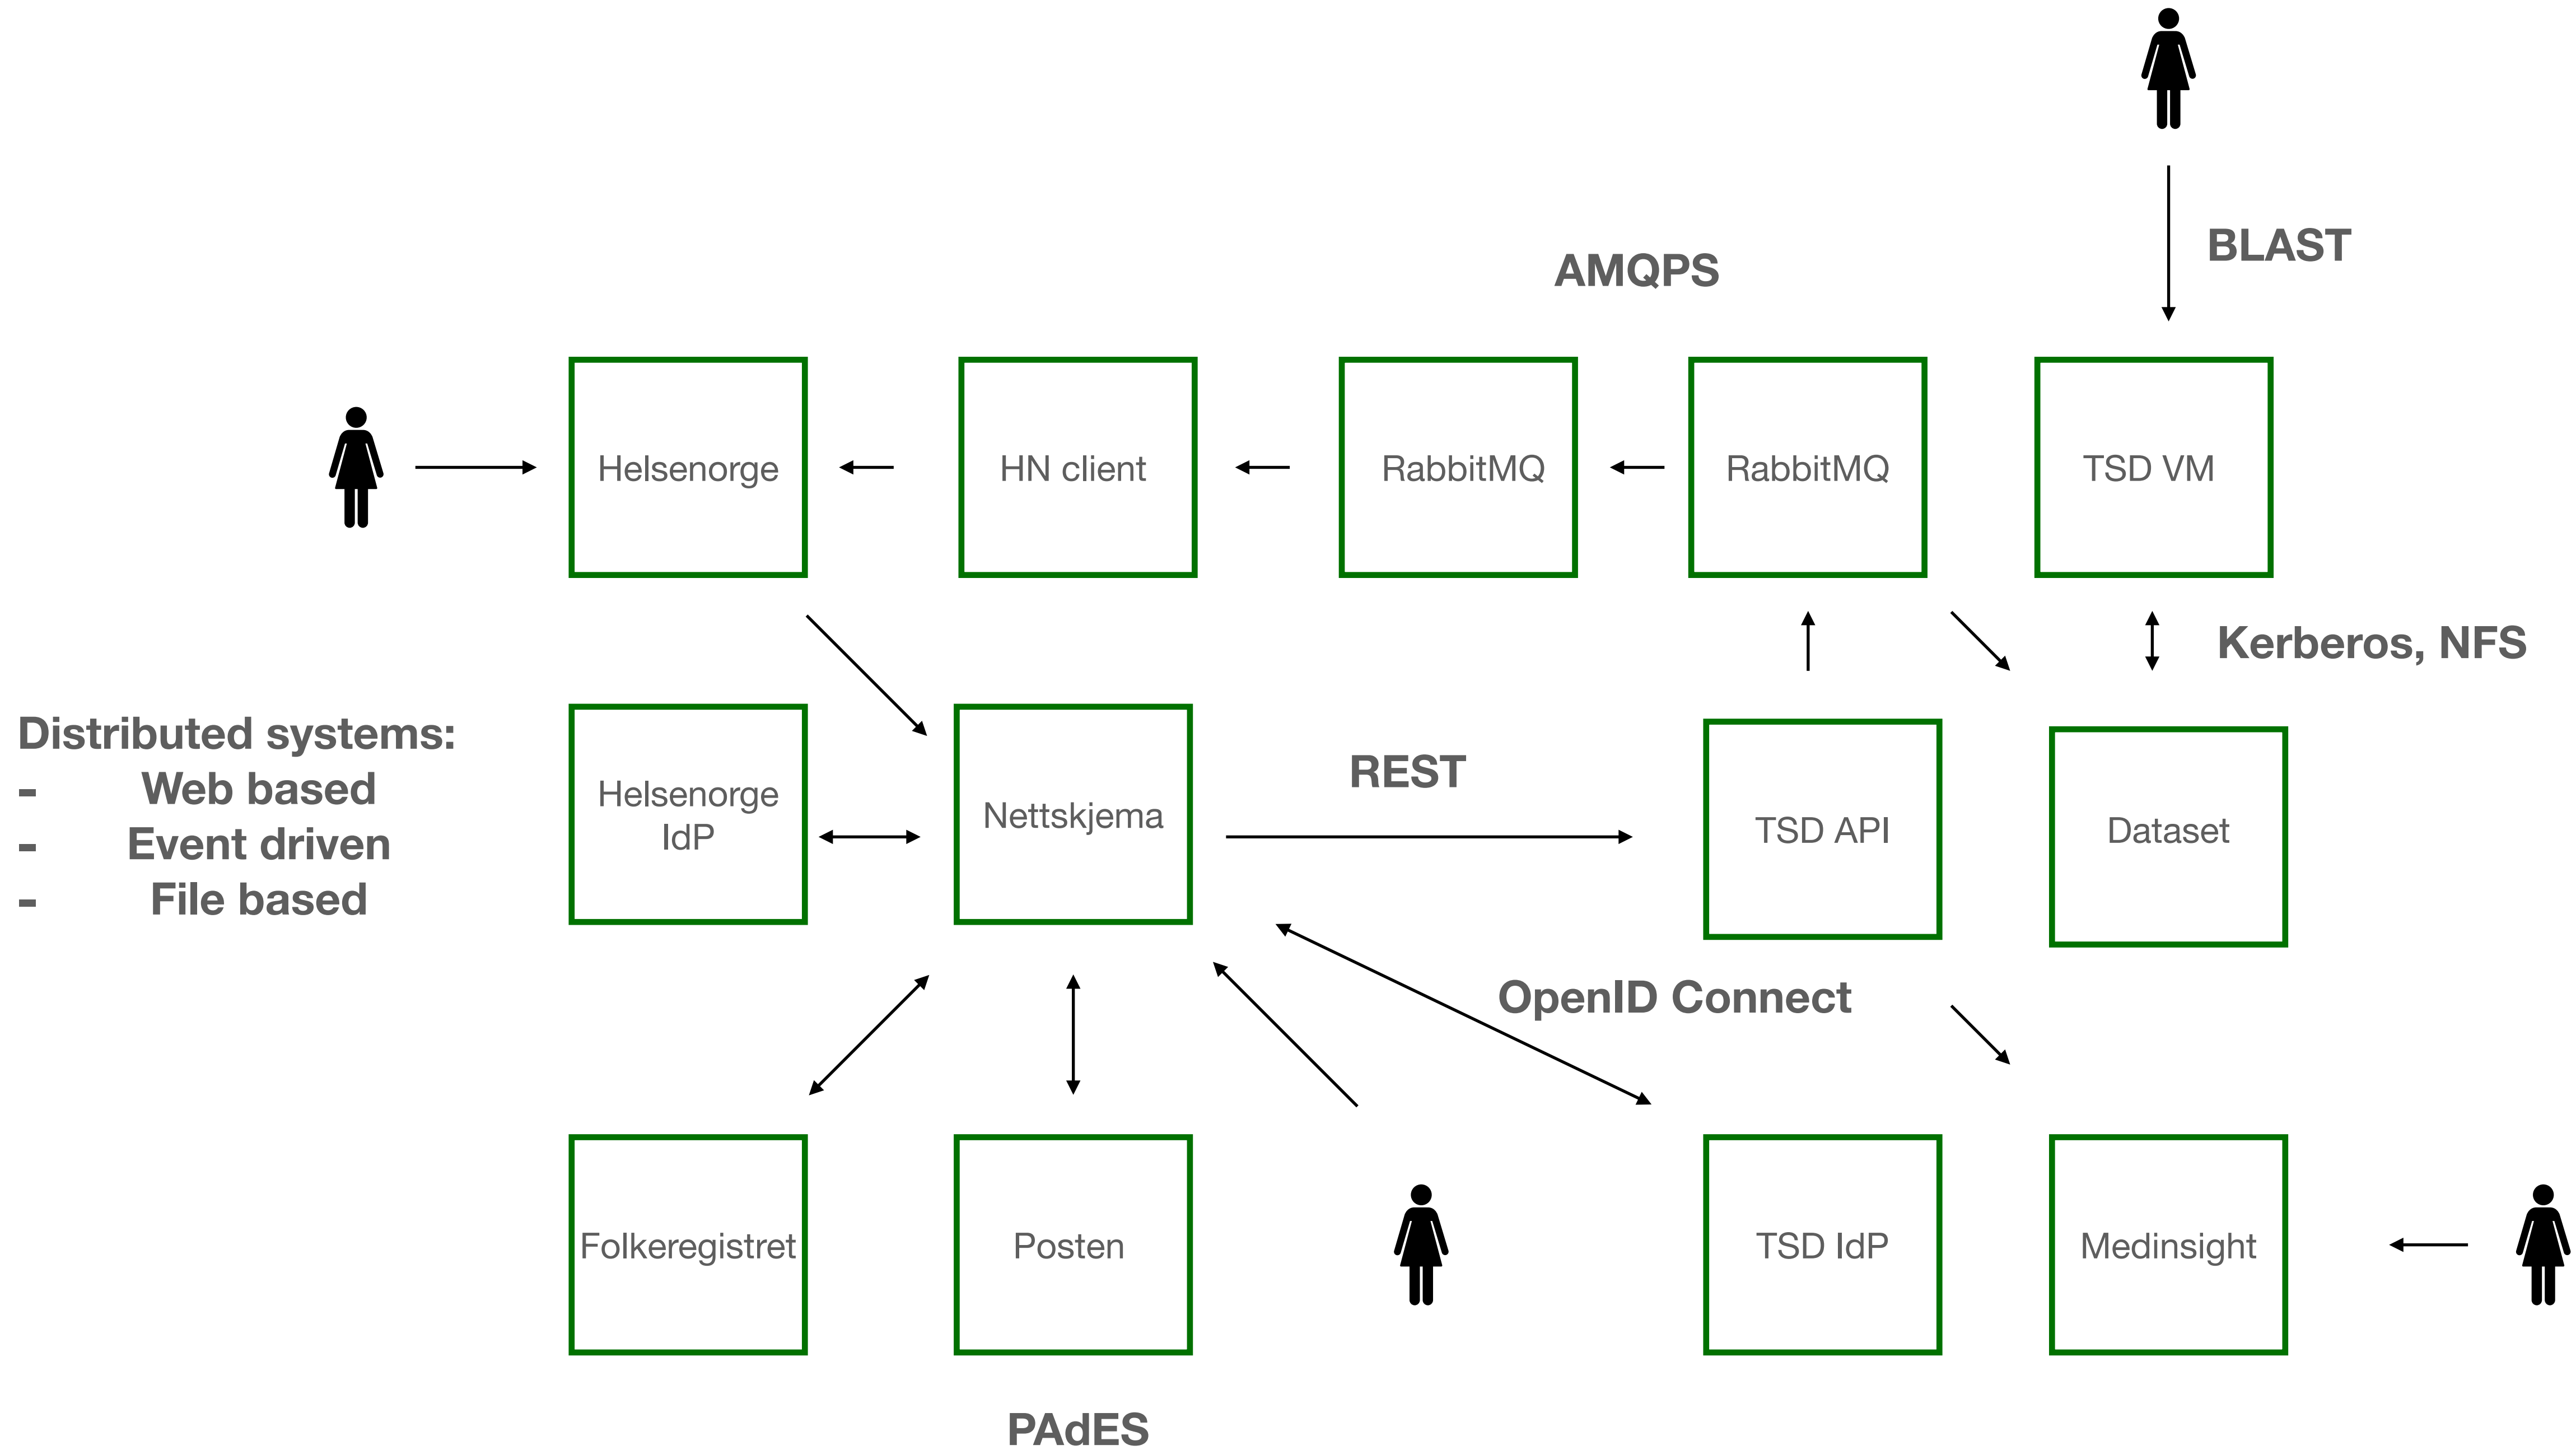 BLAST
AMQPS
Helsenorge
HN client
RabbitMQ
RabbitMQ
TSD VM
Kerberos, NFS
Distributed systems:
- Web based
- Event driven
- File based
Helsenorge
IdP
Nettskjema
REST
TSD API
Dataset
OpenID Connect
Folkeregistret
Posten
TSD IdP
Medinsight
PAdES